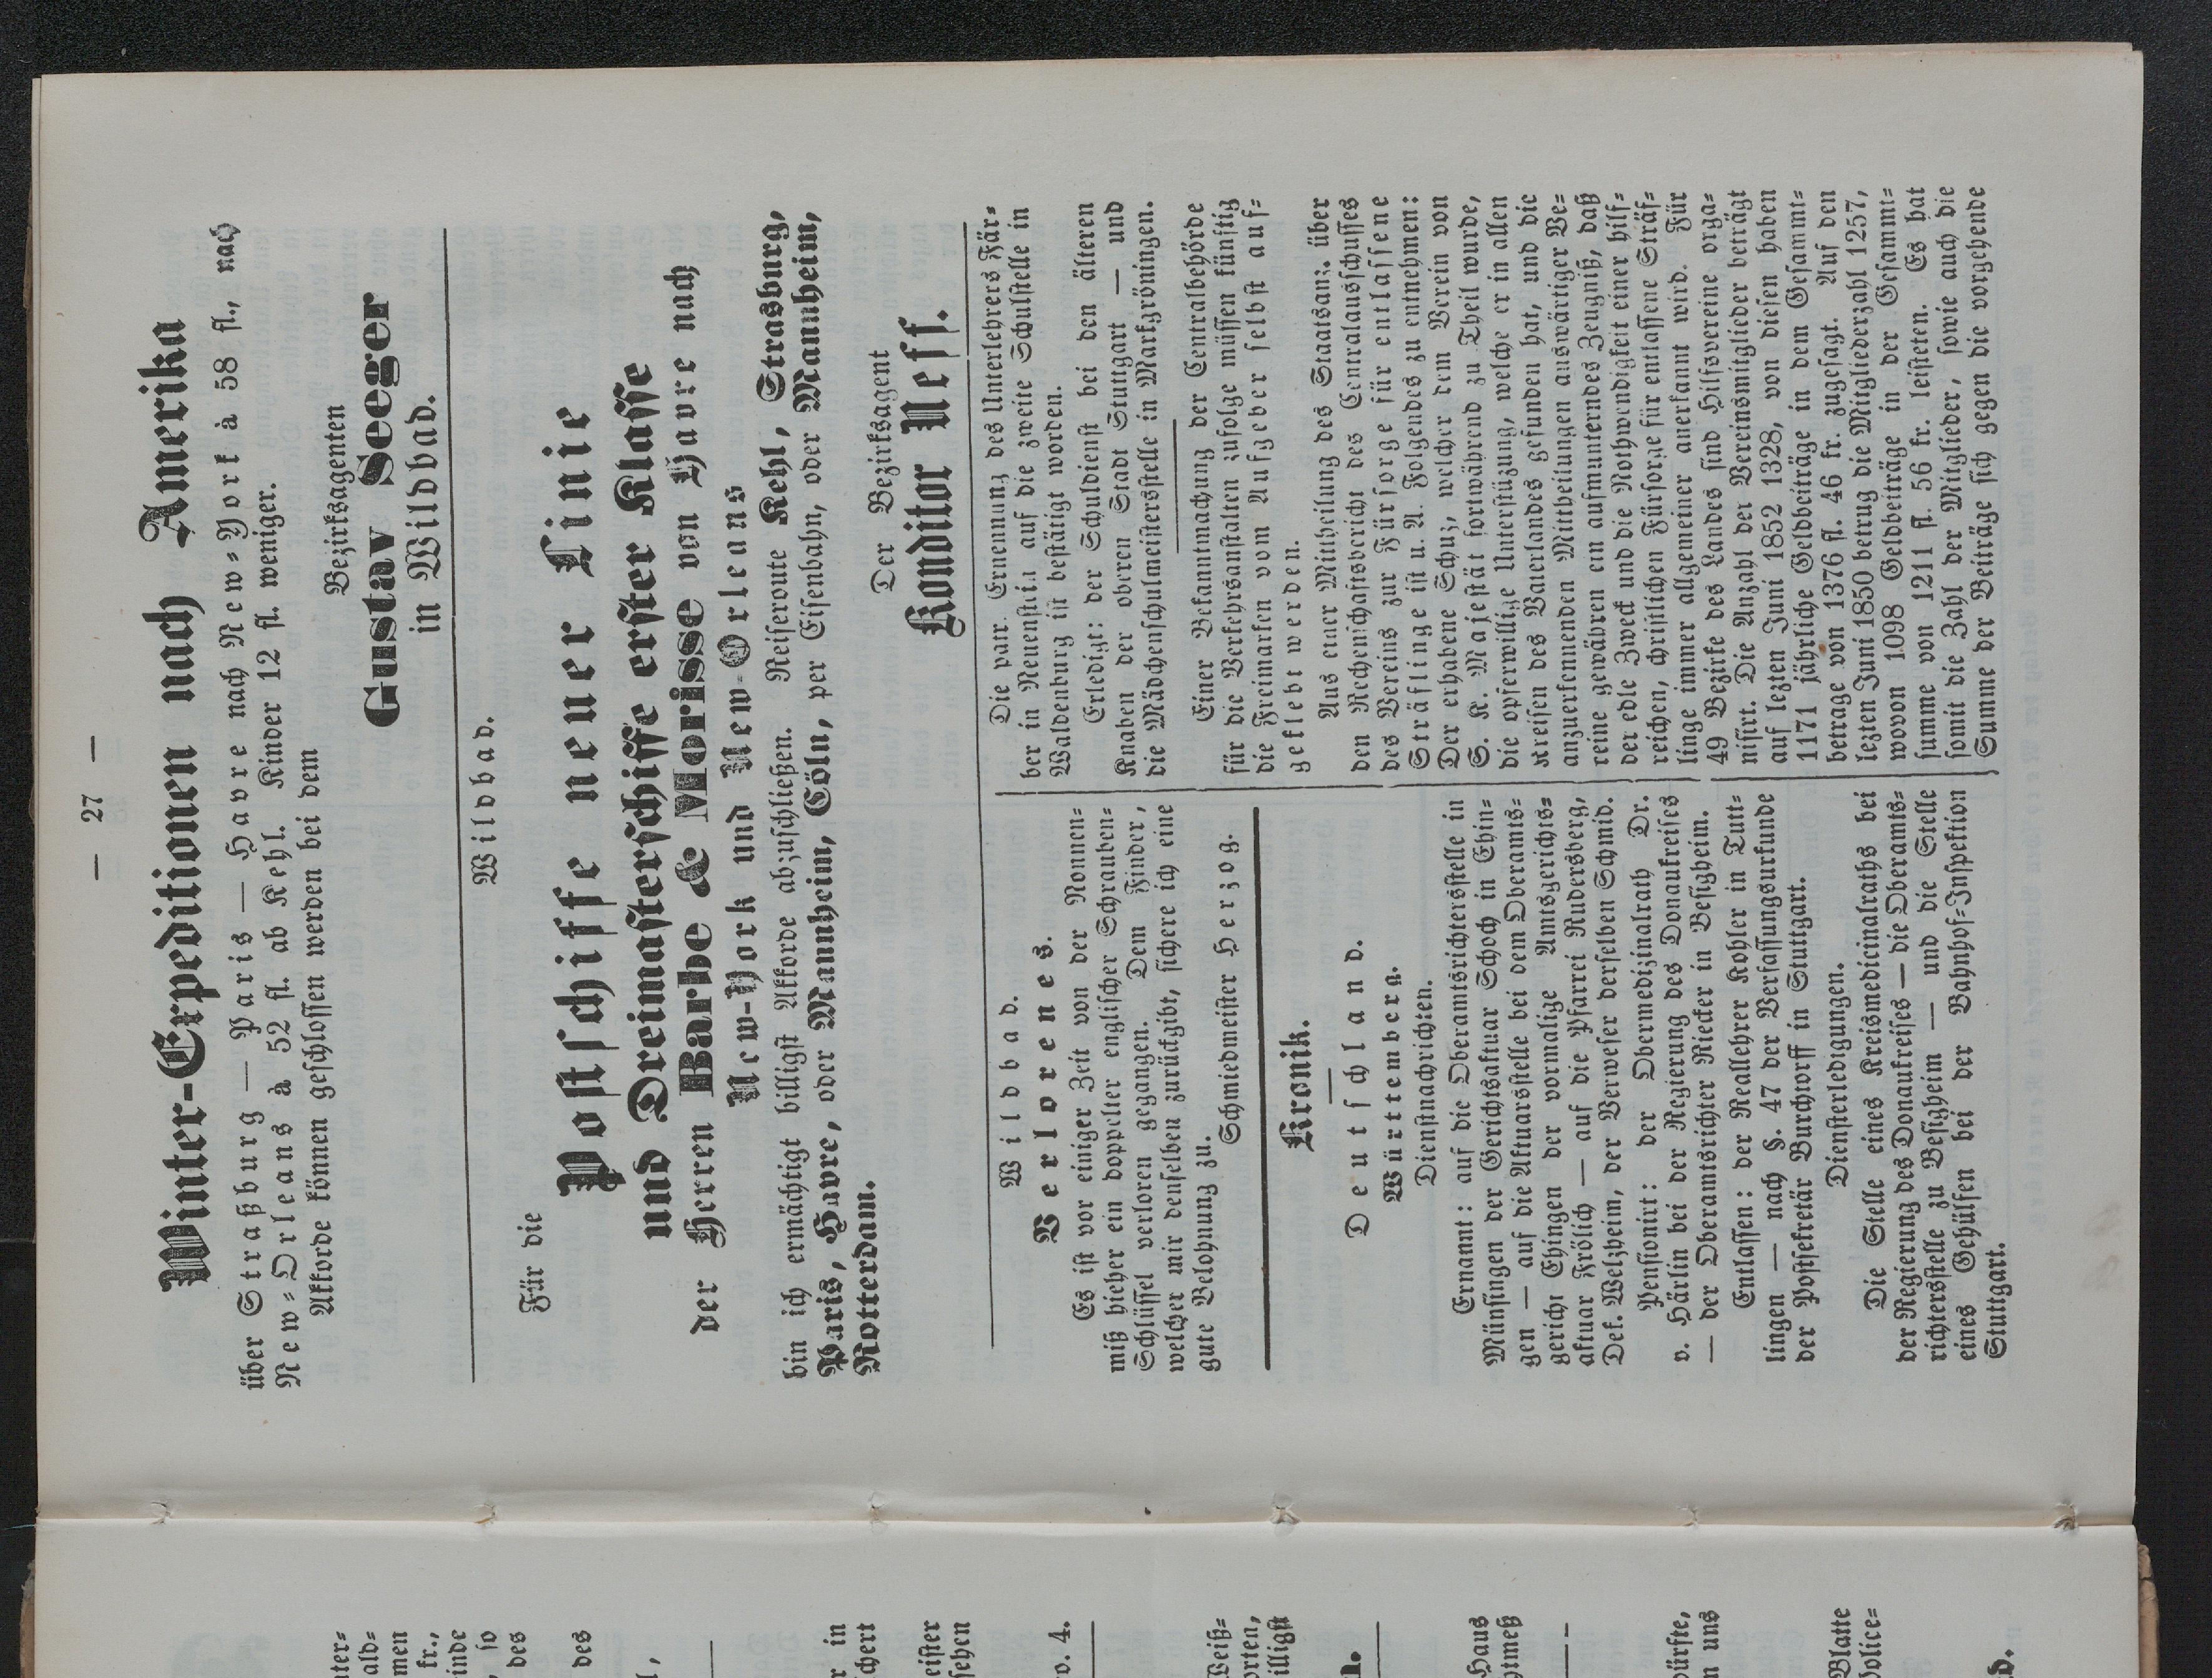 — 27 —
Winter-Expeditionen nach Amerika
über Straßburg — Paris — Havre nach New-York à 58 fl., nach
New-Orleans à 52 fl. ab Kehl. Kinder 12 fl. weniger.
Akkorde können geschlossen werden bei dem
Bezirksagenten
Gustav Seeger
in Wildbad.
Wildbad.
Für die
Postschiffe neuer Linie
und Dreimasterschiffe erster Klasse
der Herren Barbe & Morisse von Havre nach
New-York und New-Orleans
bin ich ermächtigt billigst Akkorde abzuschließen. Reiseroute Kehl, Strasburg,
Paris, Havre, oder Mannheim, Cöln, per Eisenbahn, oder Mannheim,
Rotterdam.
Der Bezirksagent
Konditor Neff.
Wildbad.
Verlorenes.
Es ist vor einiger Zeit von der Nonnen-
miß hieher ein doppelter englischer Schrauben-
Schlüssel verloren gegangen. Dem Finder,
welcher mir denselben zurückgibt, sichere ich eine
gute Belohnung zu.
Schmiedmeister Herzog.
Kronik.
Deutschland.
Württemberg.
Dienstnachrichten.
Ernannt: auf die Oberamtsrichtersstelle in
Münsingen der Gerichtsaktuar Schoch in Ehin-
gen — auf die Aktuarsstelle bei dem Oberamts-
gericht Ehingen der vormalige Amtsgerichts-
aktuar Frölich — auf die Pfarrei Rudersberg,
Dek. Welzheim, der Verweser derselben Schmid.
Pensionirt: der Obermedizinalrath Dr.
v. Härlin bei der Regierung des Donaukreises
— der Oberamtsrichter Riecker in Besigheim.
Entlassen: der Reallehrer Kohler in Tutt-
lingen — nach §. 47 der Verfassungsurkunde
der Postsekretär Burchtorff in Stuttgart.
Diensterledigungen.
Die Stelle eines Kreismedicinalraths bei
der Regierung des Donaukreises — die Oberamts-
richtersstelle zu Besigheim — und die Stelle
eines Gehülfen bei der Bahnhof-Inspektion
Stuttgart.
Die patr. Ernennung des Unterlehrers Fär-
ber in Neuenstein auf die zweite Schulstelle in
Waldenburg ist bestätigt worden.
Erledigt: der Schuldienst bei den älteren
Knaben der oberen Stadt Stuttgart — und
die Mädchenschulmeistersstelle in Markgröningen.
Einer Bekanntmachung der Centralbehörde
für die Verkehrsanstalten zufolge müssen künftig
die Freimarken vom Aufgeber selbst auf-
geklebt werden.
Aus einer Mittheilung des Staatsanz. über
den Rechenschaftsbericht des Centralausschusses
des Vereins zur Fürsorge für entlassene
Sträflinge ist u. A. Folgendes zu entnehmen:
Der erhabene Schuz, welcher dem Verein von
S. K. Majestät fortwährend zu Theil wurde,
die opferwillige Unterstüzung, welche er in allen
Kreisen des Vaterlandes gefunden hat, und die
anzuerkennenden Mittheilungen auswärtiger Ve-
reine gewähren ein aufmunterndes Zeugniß, daß
der edle Zweck und die Nothwendigkeit einer hilf-
reichen, christlichen Fürsorge für entlassene Sträf-
linge immer allgemeiner anerkannt wird. Für
49 Bezirke des Landes sind Hilfsvereine orga-
nisirt. Die Anzahl der Vereinsmitglieder beträgt
auf lezten Juni 1852 1328, von diesen haben
1171 jährliche Geldbeiträge in dem Gesammt-
betrage von 1376 fl. 46 kr. zugesagt. Auf den
lezten Juni 1850 betrug die Mitgliederzahl 1257,
wovon 1098 Geldbeiträge in der Gesammt-
summe von 1211 fl. 56 kr. leisteten. Es hat
somit die Zahl der Mitglieder, sowie auch die
Summe der Beiträge sich gegen die vorgehende